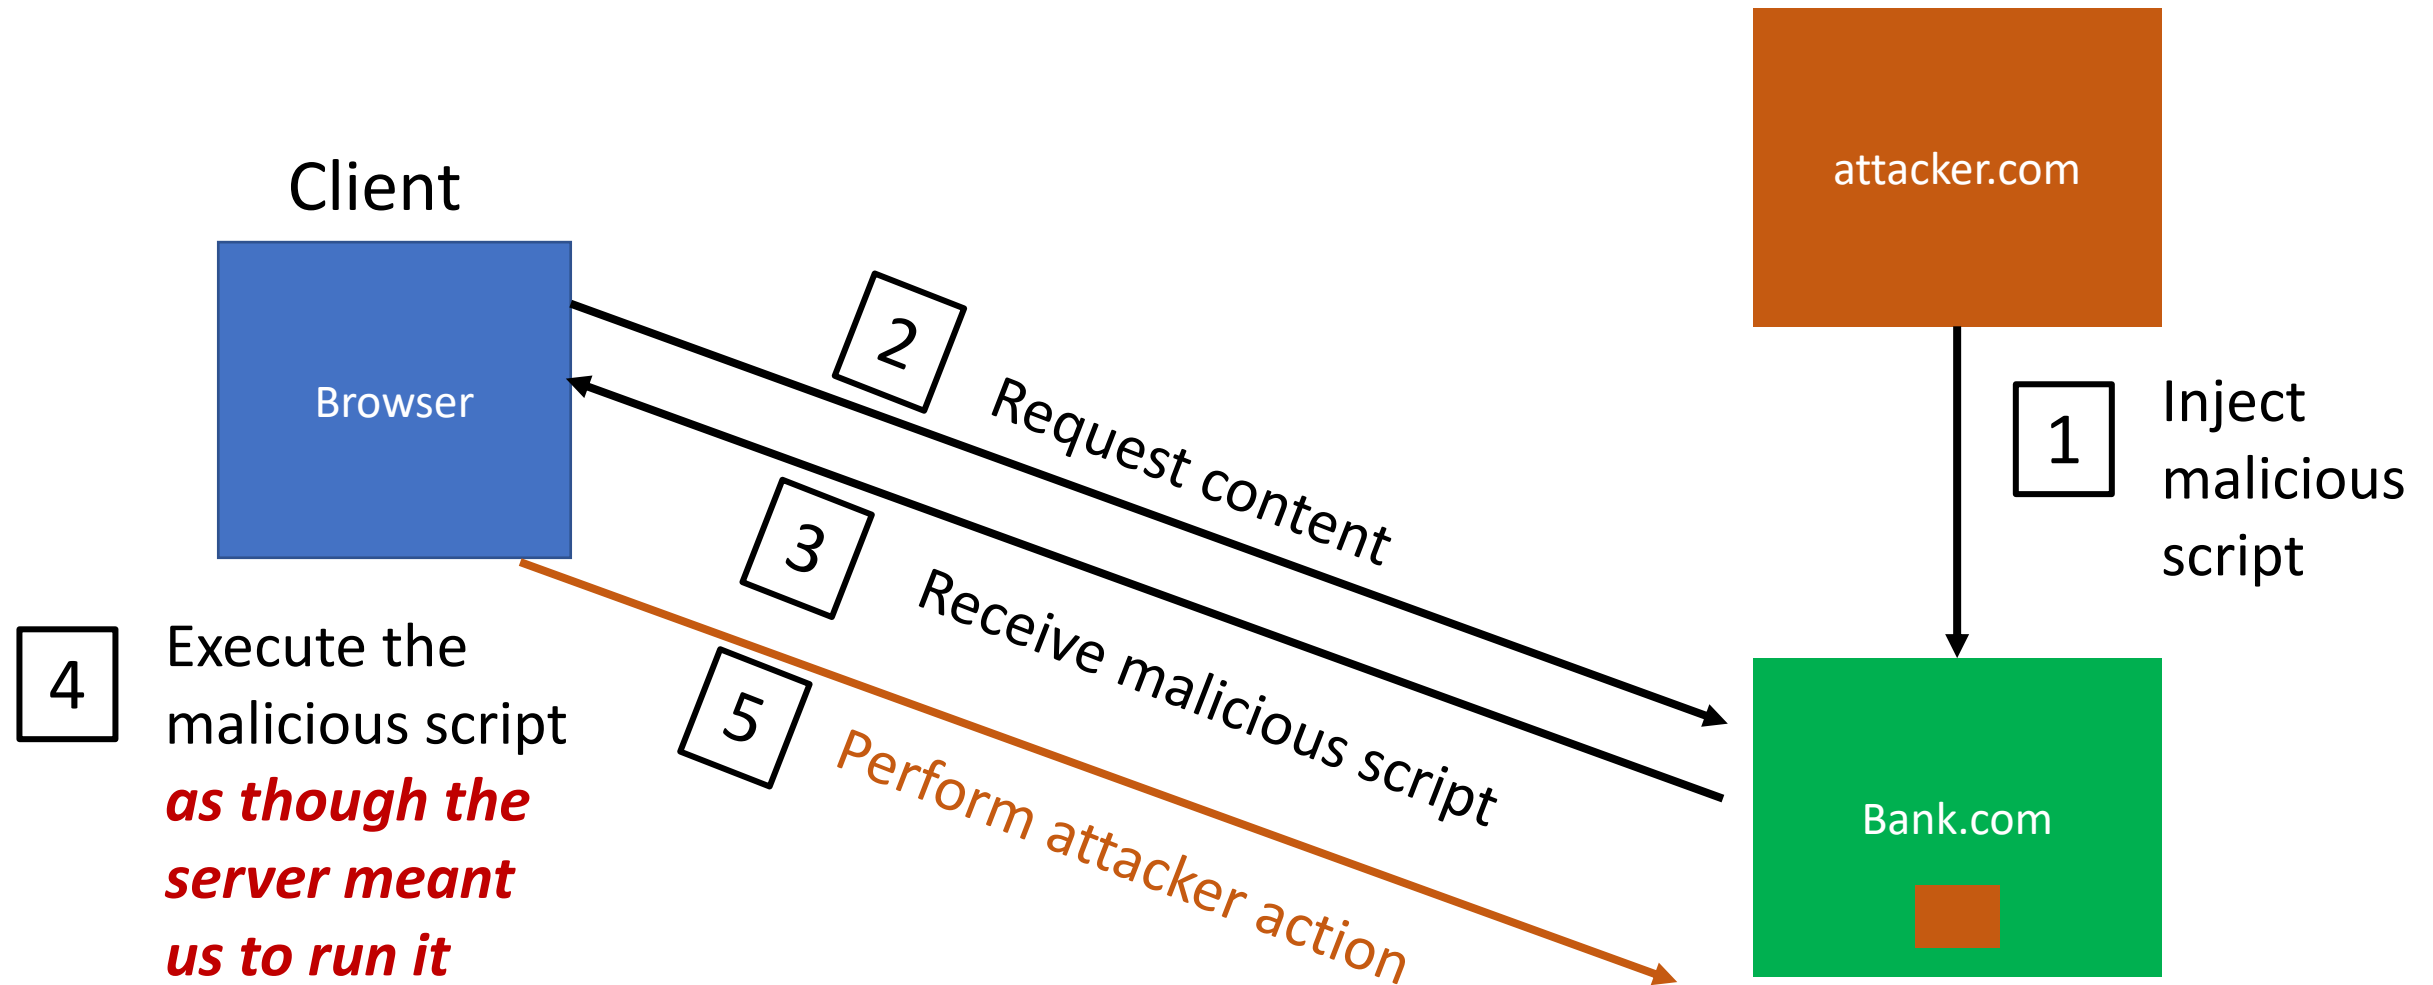 attacker.com
Client
Browser
1
Inject
malicious
script
2
Request content
3
Receive malicious script
4
Execute the
malicious script
as though the
server meant
us to run it
5
Perform attacker action
Bank.com